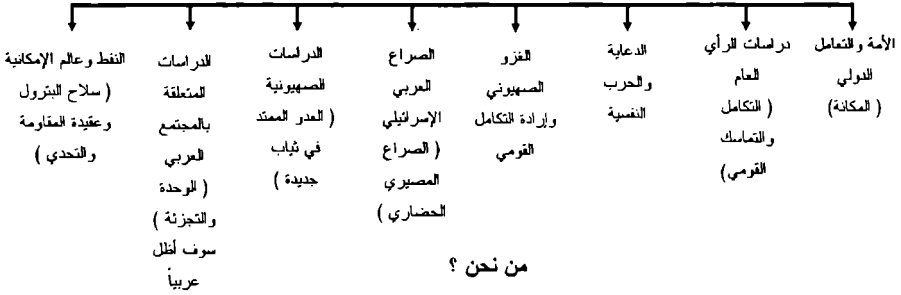 الأمة والتعامل
الدولي
( المكانة )
دراسات الرأي
العام
( التكامل
والتماسك
القومي)
الدعاية
والحرب
النفسية
الغزو
الصهيوني
وإرادة التكامل
القومي
الصراع
العربي
الإسرائيلي
( الصراع
المصيري
الحضاري )
الدراسات
الصهيونية
( العدو الممتد
في ثياب
جديدة )
الدراسات
المتعلقة
بالمجتمع
العربي
( الوحدة
والتجزئة )
سوف أظل
عربياً
النفط وعالم الإمكانية
( سلاح البترول
وعقيدة المقاومة
والتحدي )
من نحن ؟